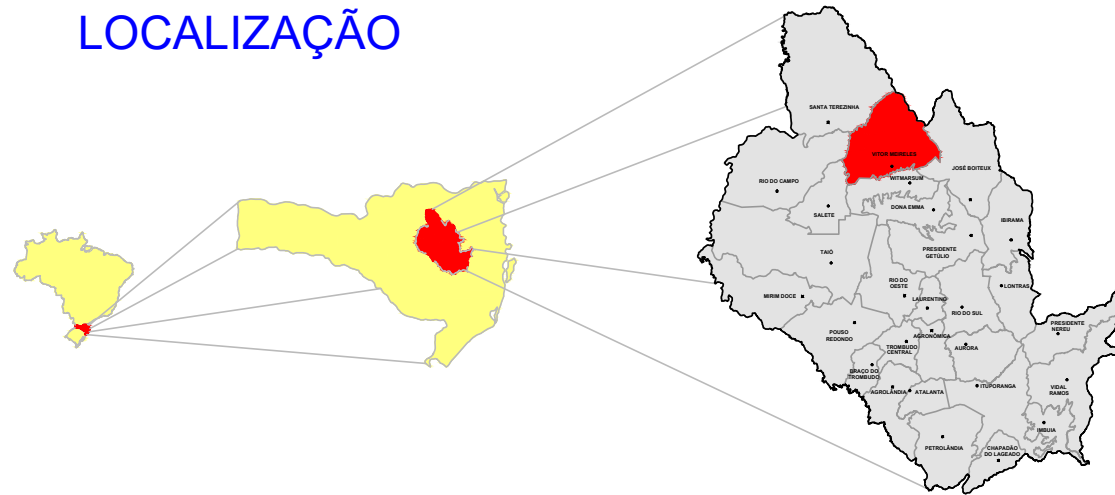 LOCALIZAÇÃO
SANTA TEREZINHA
VITOR MEIRELES
JOSÉ BOITEUX
RIO DO CAMPO
WITMARSUM
SALETE
DONA EMMA
IBIRAMA
TAIÓ
PRESIDENTE
GETÚLIO
RIO DO
OESTE
LONTRAS
MIRIM DOCE
LAURENTINO
RIO DO SUL
POUSO
REDONDO
AGRONÔMICA
PRESIDENTE
NEREU
TROMBUDO
CENTRAL
AURORA
BRAÇO DO
TROMBUDO
AGROLÂNDIA
ATALANTA
ITUPORANGA
VIDAL
RAMOS
IMBUIA
PETROLÂNDIA
CHAPADÃO
DO LAGEADO